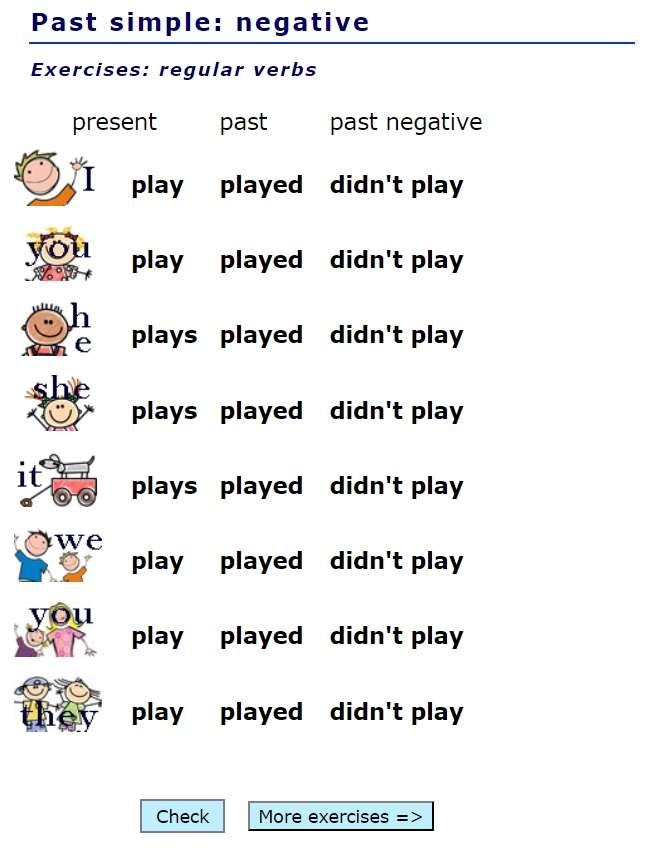 Past simple: negative
Exercises: regular verbs
present past past negative
I play played didn't play
you play played didn't play
he plays played didn't play
she plays played didn't play
it plays played didn't play
we play played didn't play
you play played didn't play
they play played didn't play
Check More exercises =>